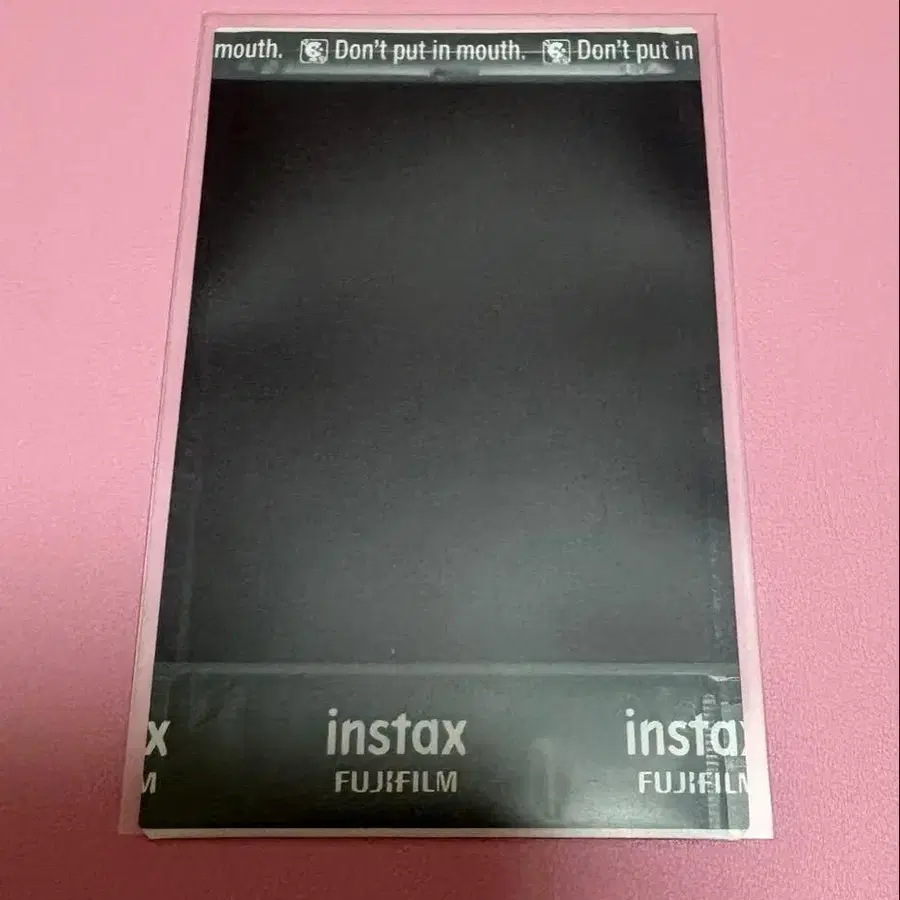 mouth. Don't put in mouth. Don't put in
x instax instax
M FUJIFILM FUJIFILM